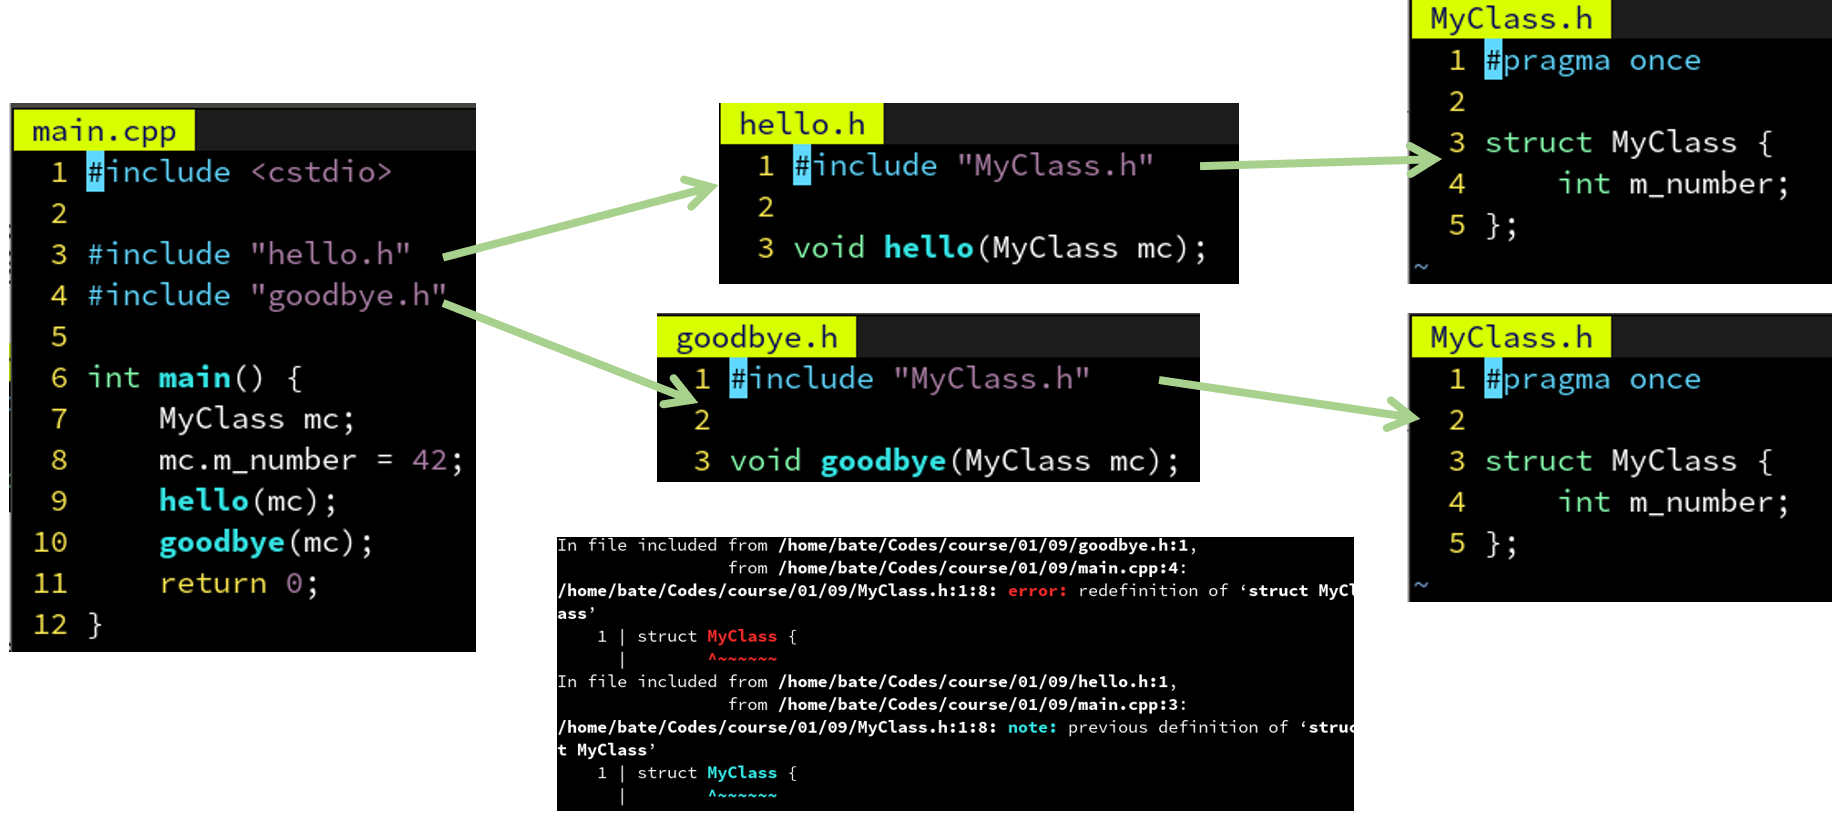 main.cpp
1 #include <cstdio>
2
3 #include "hello.h"
4 #include "goodbye.h"
5
6 int main() {
7     MyClass mc;
8     mc.m_number = 42;
9     hello(mc);
10     goodbye(mc);
11     return 0;
12 }
hello.h
1 #include "MyClass.h"
2
3 void hello(MyClass mc);
MyClass.h
1 #pragma once
2
3 struct MyClass {
4     int m_number;
5 };
~
goodbye.h
1 #include "MyClass.h"
2
3 void goodbye(MyClass mc);
MyClass.h
1 #pragma once
2
3 struct MyClass {
4     int m_number;
5 };
~
In file included from /home/bate/Codes/course/01/09/goodbye.h:1,
                 from /home/bate/Codes/course/01/09/main.cpp:4:
/home/bate/Codes/course/01/09/MyClass.h:1:8: error: redefinition of ‘struct MyCl
ass’
    1 | struct MyClass {
      |        ^~~~~~~
In file included from /home/bate/Codes/course/01/09/hello.h:1,
                 from /home/bate/Codes/course/01/09/main.cpp:3:
/home/bate/Codes/course/01/09/MyClass.h:1:8: note: previous definition of ‘struc
t MyClass’
    1 | struct MyClass {
      |        ^~~~~~~